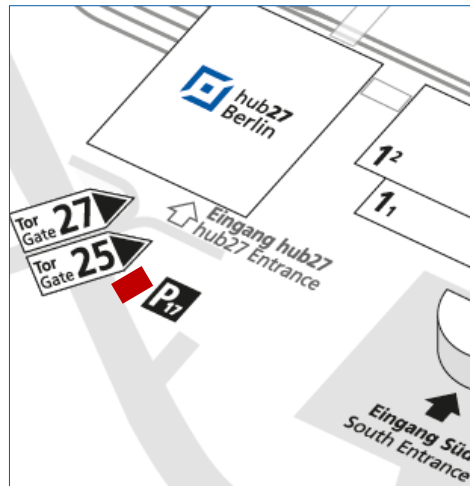 hub27
Berlin
1²
1₁
Tor
Gate 27
Tor
Gate 25
Eingang hub27
hub27 Entrance
P17
Eingang Süd
South Entrance